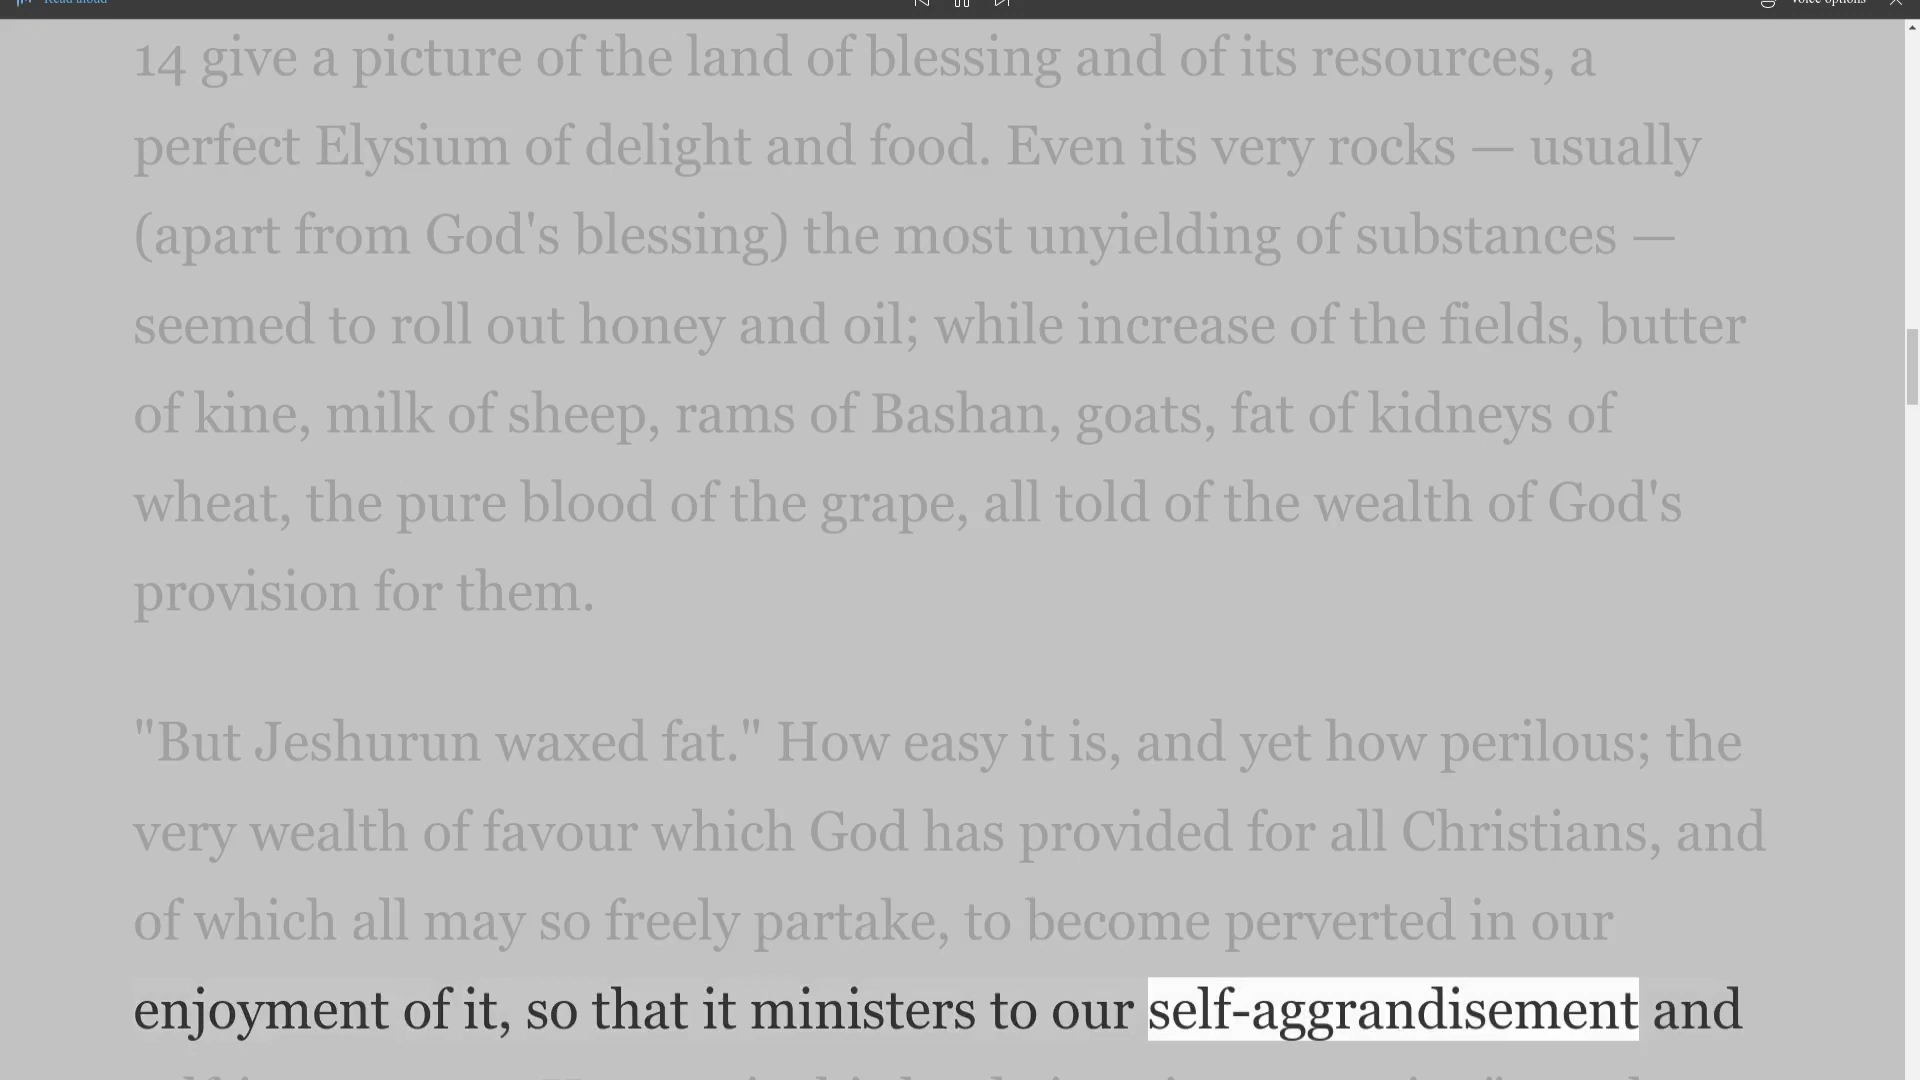 Read aloud
Voice options
14 give a picture of the land of blessing and of its resources, a
perfect Elysium of delight and food. Even its very rocks — usually
(apart from God's blessing) the most unyielding of substances —
seemed to roll out honey and oil; while increase of the fields, butter
of kine, milk of sheep, rams of Bashan, goats, fat of kidneys of
wheat, the pure blood of the grape, all told of the wealth of God's
provision for them.
"But Jeshurun waxed fat." How easy it is, and yet how perilous; the
very wealth of favour which God has provided for all Christians, and
of which all may so freely partake, to become perverted in our
enjoyment of it, so that it ministers to our self-aggrandisement and